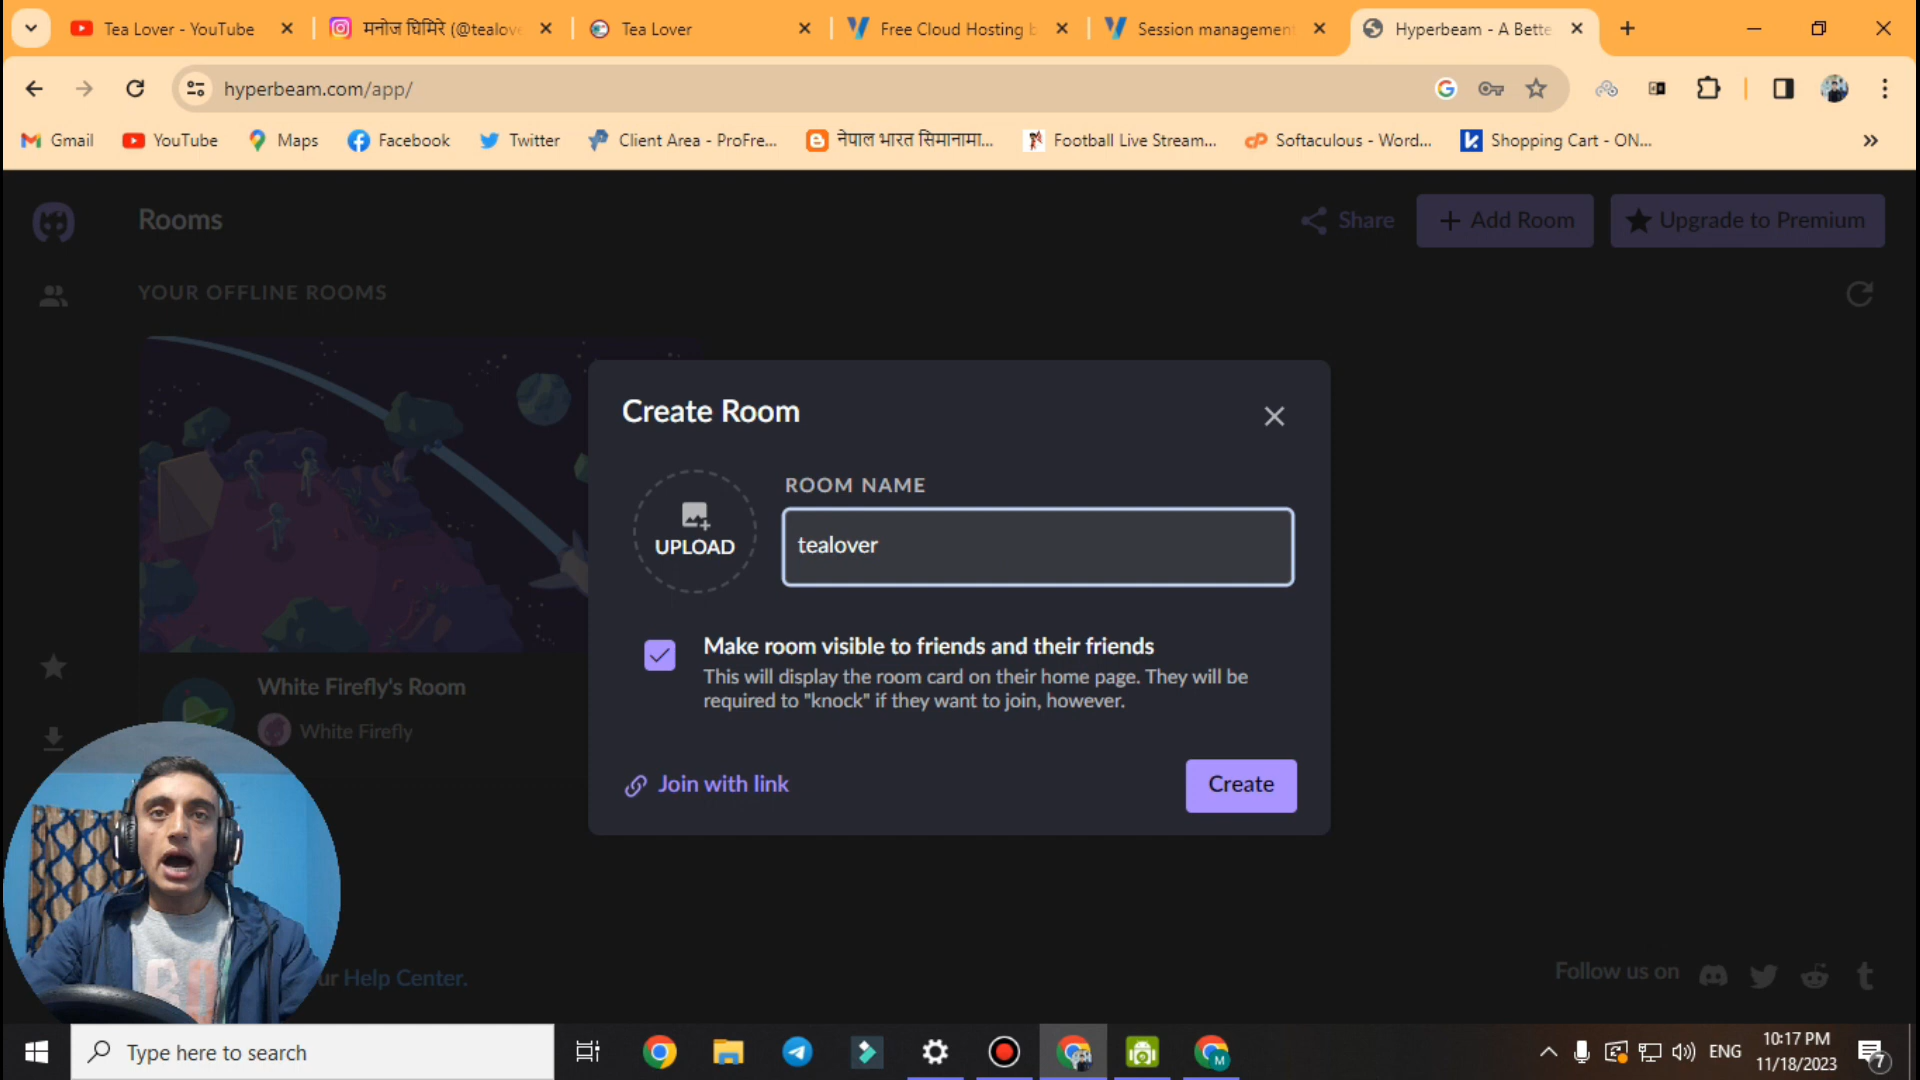 Tea Lover - YouTube
मनोज घिमिरे (@tealove
Tea Lover
Free Cloud Hosting b
Session management
Hyperbeam - A Bette
hyperbeam.com/app/
Gmail
YouTube
Maps
Facebook
Twitter
Client Area - ProFre...
नेपाल भारत सिमानामा...
Football Live Stream...
Softaculous - Word...
Shopping Cart - ON...
Rooms
Share
Add Room
Upgrade to Premium
YOUR OFFLINE ROOMS
Create Room
UPLOAD
ROOM NAME
tealover
Make room visible to friends and their friends
This will display the room card on their home page. They will be
required to "knock" if they want to join, however.
Join with link
Create
White Firefly's Room
White Firefly
ur Help Center.
Follow us on
Type here to search
M
ENG
10:17 PM
11/18/2023
7